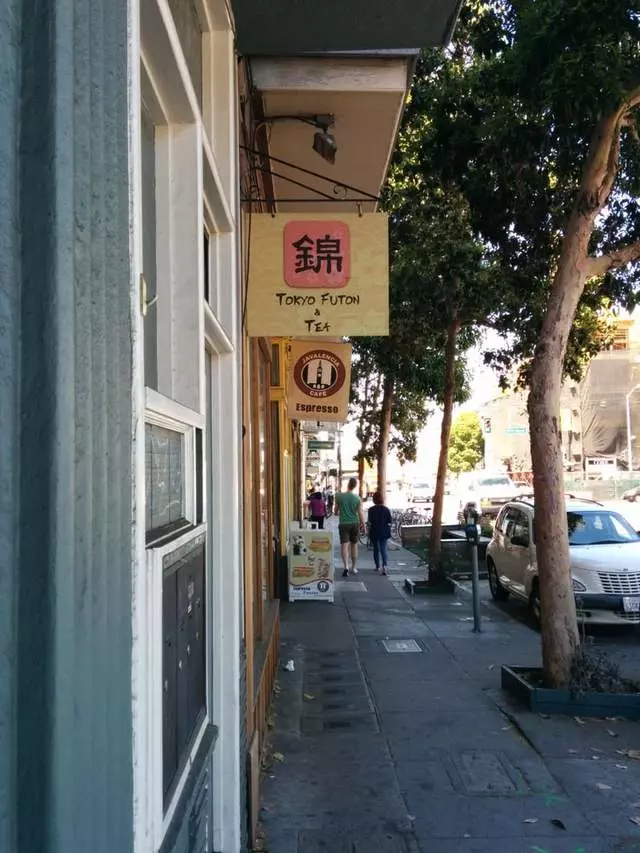 錦
Tokyo Futon
&
Tea
JAVALENCIA
CAFE
Espresso